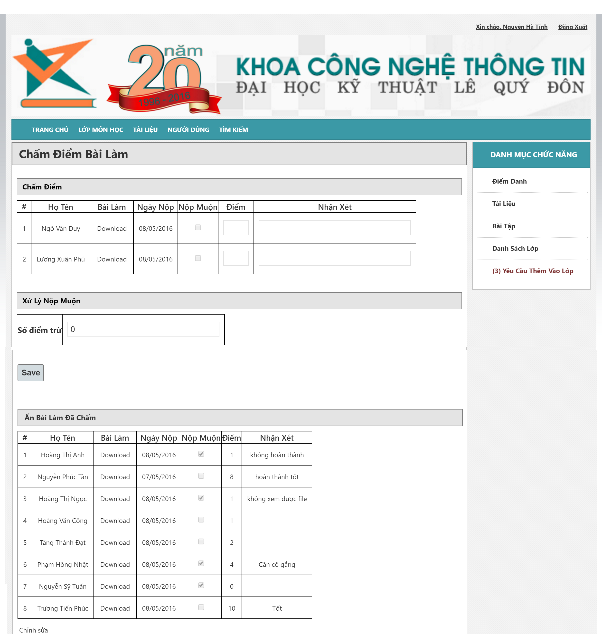 Xin chào, Nguyen Hà Tinh Đăng Xuất
20 năm
KHOA CÔNG NGHỆ THÔNG TIN
ĐẠI HỌC KỸ THUẬT LÊ QUÝ ĐÔN
TRANG CHỦ LỚP MÔN HỌC TÀI LIỆU NGƯỜI DÙNG TÌM KIẾM
Chấm Điểm Bài Làm
DANH MỤC CHỨC NĂNG
Điểm Danh
Tài Liệu
Bài Tập
Danh Sách Lớp
(3) Yêu Cầu Thêm Vào Lớp
Chấm Điểm
# Họ Tên Bài Làm Ngày Nộp Nộp Muộn Điểm Nhận Xét
1 Ngô Văn Duy Download 08/05/2016
2 Lương Xuân Phú Download 08/05/2016
Xử Lý Nộp Muộn
Số điểm trừ 0
Save
Ẩn Bài Làm Đã Chấm
# Họ Tên Bài Làm Ngày Nộp Nộp Muộn Điểm Nhận Xét
1 Hoàng Thị Anh Download 08/05/2016 1 không hoàn thành
2 Nguyen Phúc Tân Download 07/05/2016 8 hoàn thành tốt
3 Hoàng Thị Ngọc Download 08/05/2016 1 không xem được file
4 Hoàng Văn Công Download 08/05/2016 1
5 Tăng Thành Đạt Download 08/05/2016 2
6 Phạm Hồng Nhật Download 08/05/2016 4 Cần cố gắng
7 Nguyễn Sỹ Tuân Download 08/05/2016 0
8 Trương Tiến Phúc Download 08/05/2016 10 Tốt
Chỉnh sửa